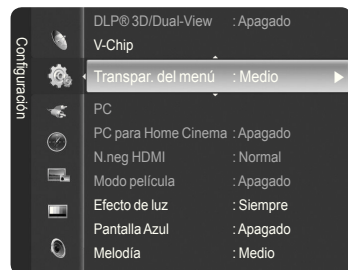 Configuración
DLP® 3D/Dual-View : Apagado
V-Chip
Transpar. del menú : Medio
PC
PC para Home Cinema : Apagado
N.neg HDMI : Normal
Modo película : Apagado
Efecto de luz : Siempre
Pantalla Azul : Apagado
Melodía : Medio